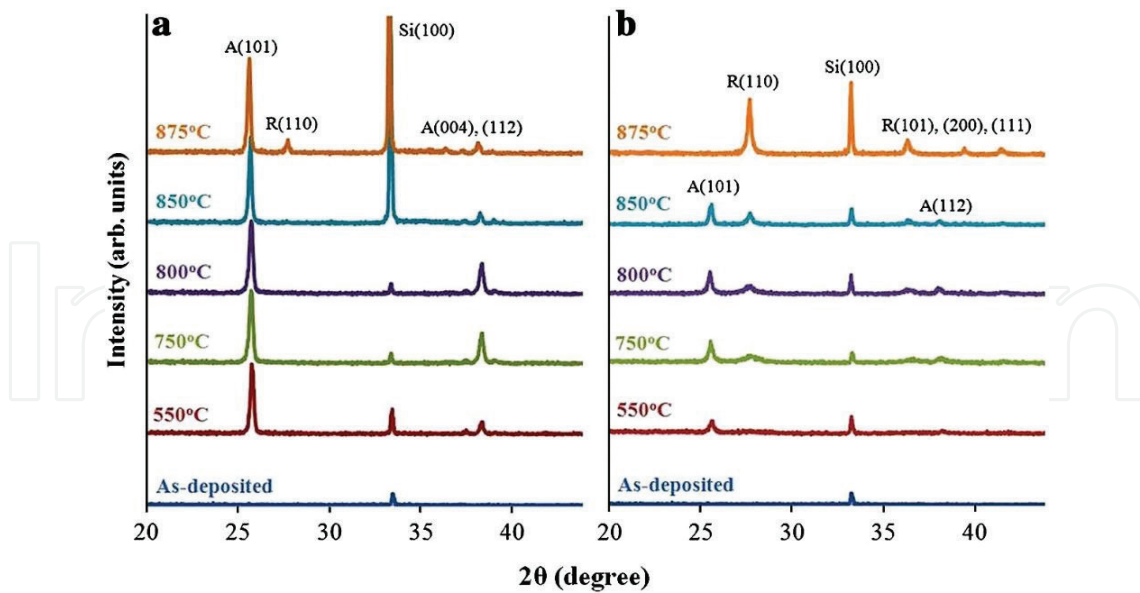 a
A(101)
Si(100)
R(110)
A(004), (112)
875°C
850°C
800°C
750°C
550°C
As-deposited
20 25 30 35 40
b
R(110)
Si(100)
R(101), (200), (111)
875°C
A(101)
A(112)
850°C
800°C
750°C
550°C
As-deposited
20 25 30 35 40
Intensity (arb. units)
2θ (degree)